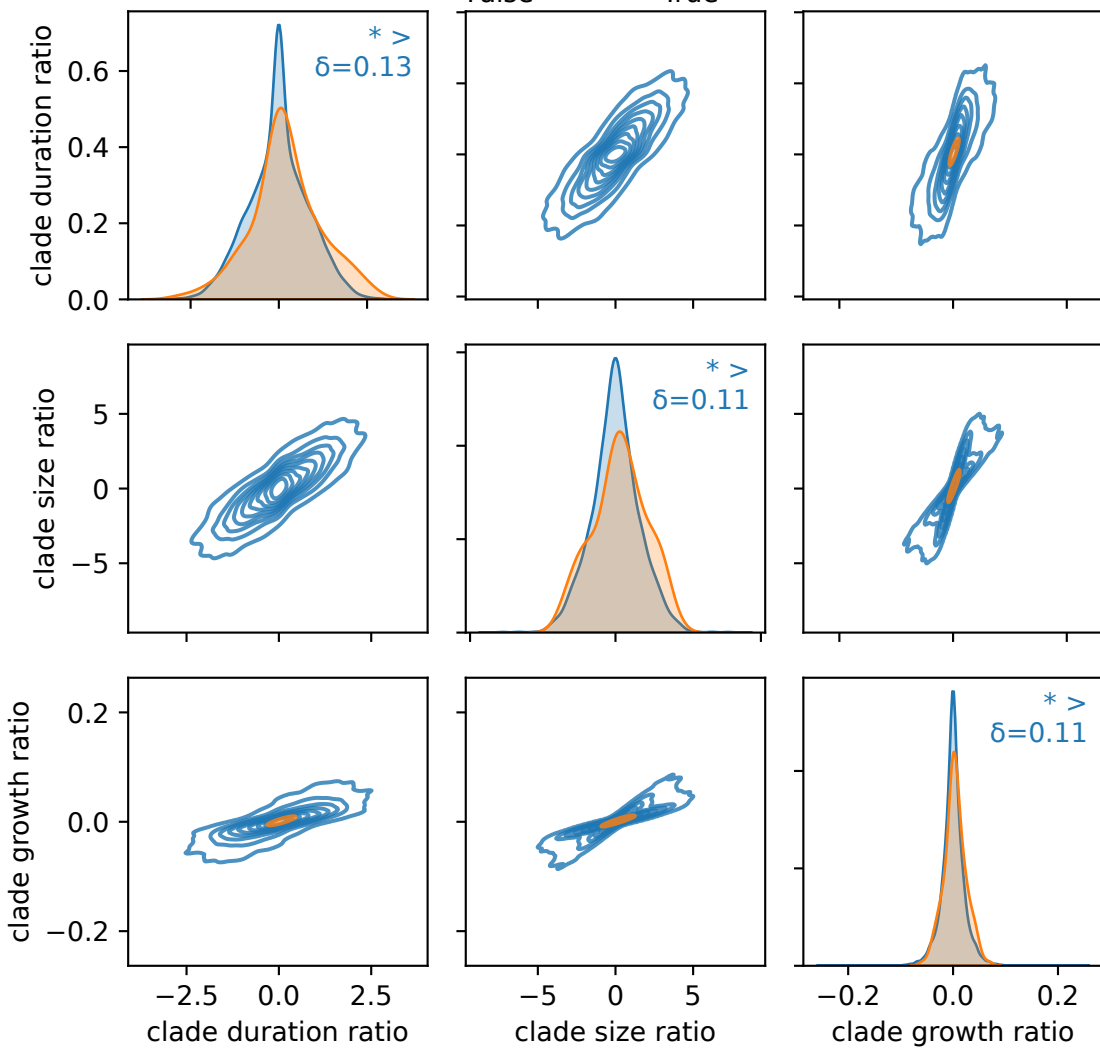 False True
clade duration ratio
0.6
0.4
0.2
0.0
* >
δ=0.13
clade size ratio
5
0
−5
* >
δ=0.11
clade growth ratio
0.2
0.0
−0.2
* >
δ=0.11
−2.5 0.0 2.5
−5 0 5
−0.2 0.0 0.2
clade duration ratio
clade size ratio
clade growth ratio